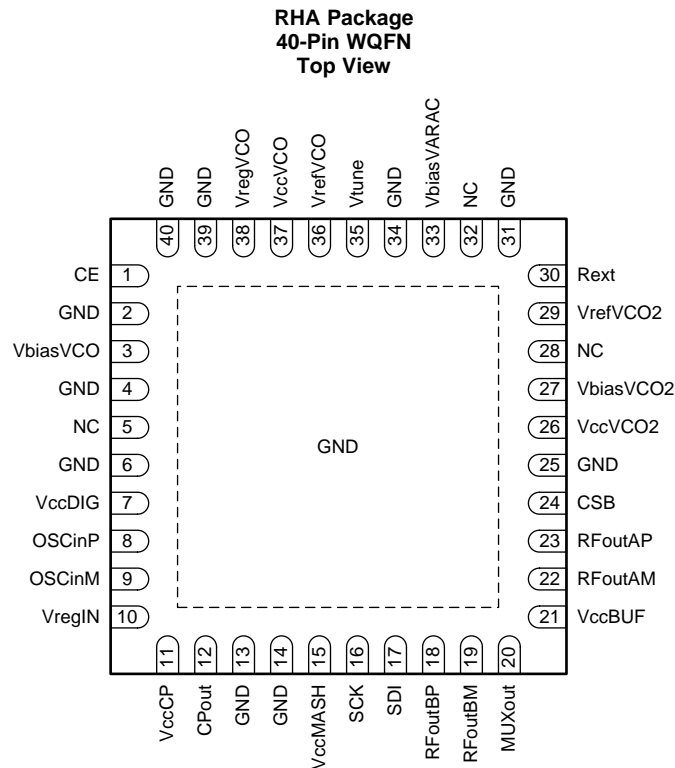 RHA Package
40-Pin WQFN
Top View
GND
GND
VregVCO
VccVCO
VrefVCO
Vtune
GND
VbiasVARAC
NC
GND
40
39
38
37
36
35
34
33
32
31
CE 1
GND 2
VbiasVCO 3
GND 4
NC 5
GND 6
VccDIG 7
OSCinP 8
OSCinM 9
VregIN 10
GND
30 Rext
29 VrefVCO2
28 NC
27 VbiasVCO2
26 VccVCO2
25 GND
24 CSB
23 RFoutAP
22 RFoutAM
21 VccBUF
11
12
13
14
15
16
17
18
19
20
VccCP
CPout
GND
GND
VccMASH
SCK
SDI
RFoutBP
RFoutBM
MUXout